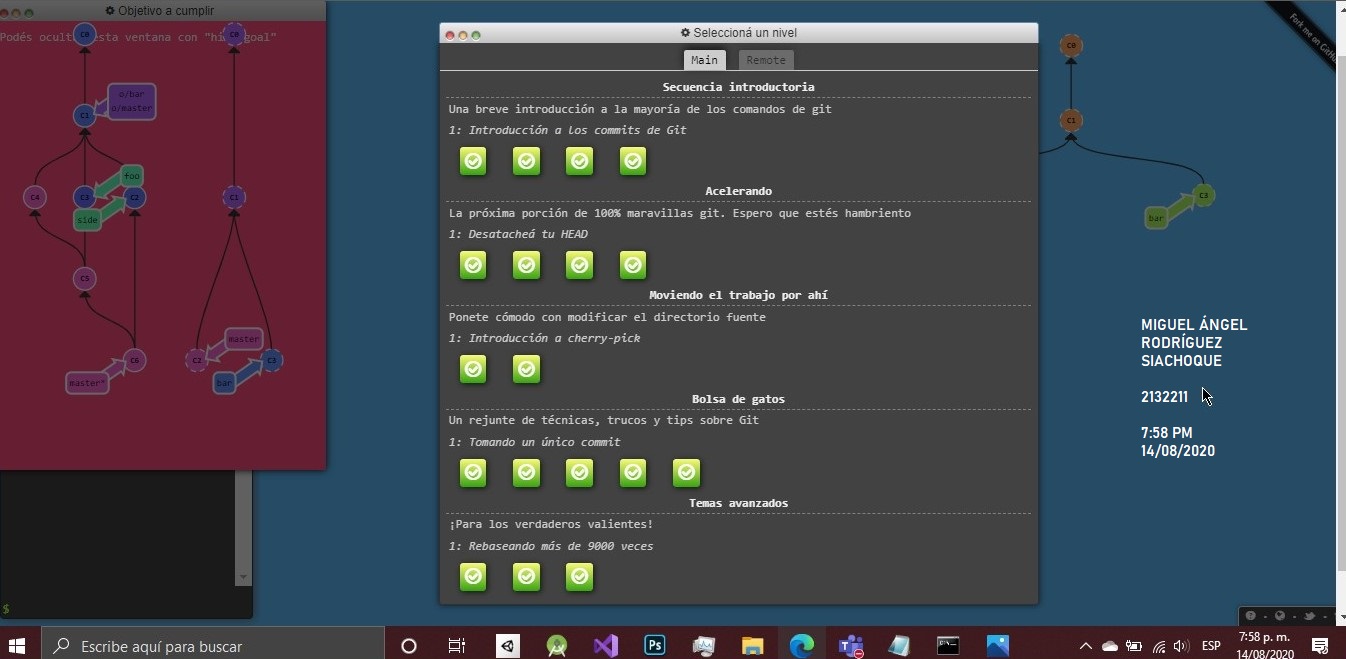 Objetivo a cumplir
Podés ocultar esta ventana con "hide goal"
C0
C0
o/bar
o/master
C1
foo
C4
C3
C2
C1
side
C5
master
C6
C2
C3
master*
bar
$
Seleccioná un nivel
Main
Remote
Secuencia introductoria
Una breve introducción a la mayoría de los comandos de git
1: Introducción a los commits de Git
Acelerando
La próxima porción de 100% maravillas git. Espero que estés hambriento
1: Desatacheá tu HEAD
Moviendo el trabajo por ahí
Ponete cómodo con modificar el directorio fuente
1: Introducción a cherry-pick
Bolsa de gatos
Un rejunte de técnicas, trucos y tips sobre Git
1: Tomando un único commit
Temas avanzados
¡Para los verdaderos valientes!
1: Rebaseando más de 9000 veces
Fork me on GitHu
C0
C1
C3
bar
MIGUEL ÁNGEL
RODRÍGUEZ
SIACHOQUE
2132211
7:58 PM
14/08/2020
Escribe aquí para buscar
Ps
ESP
7:58 p. m.
14/08/2020